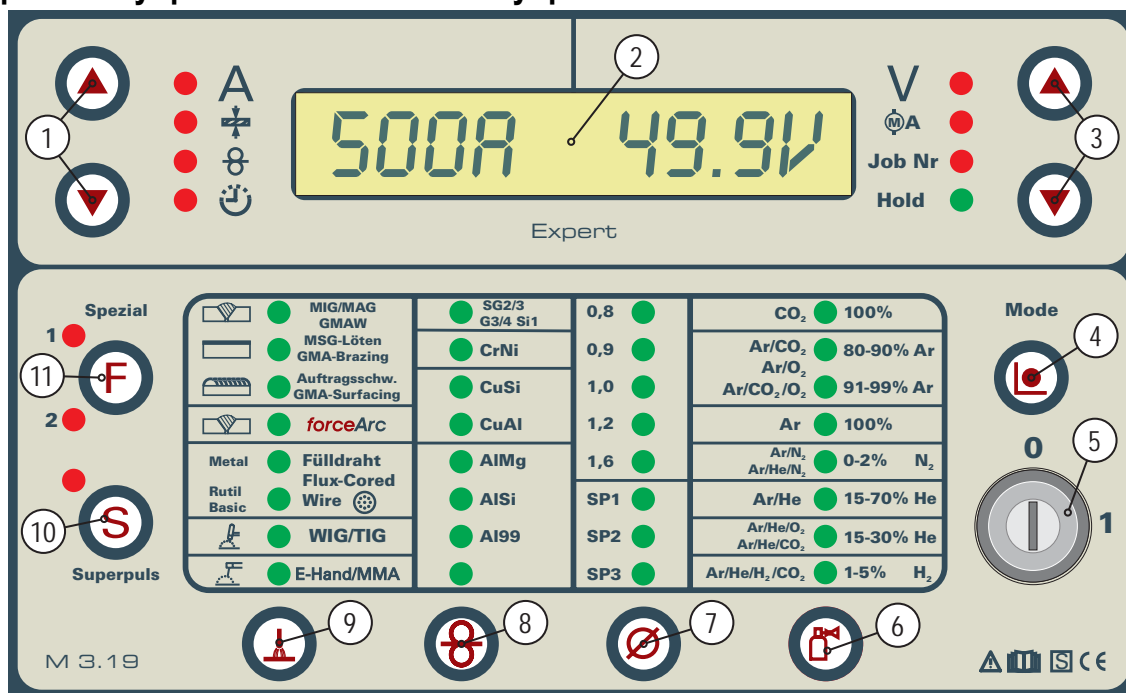 A
V
500A 49.9V
MA
Job Nr
Hold
Expert
1
2
3
Spezial
1
F
2
11
S
10
Superpuls
MIG/MAG
GMAW
MSG-Löten
GMA-Brazing
Auftragsschw.
GMA-Surfacing
forceArc
Metal
Rutil
Basic
Fülldraht
Flux-Cored
Wire
WIG/TIG
E-Hand/MMA
SG2/3
G3/4 Si1
CrNi
CuSi
CuAl
AlMg
AlSi
Al99
0,8
0,9
1,0
1,2
1,6
SP1
SP2
SP3
CO₂ 100%
Ar/CO₂
Ar/O₂
80-90% Ar
Ar/CO₂/O₂ 91-99% Ar
Ar 100%
Ar/N₂
Ar/He/N₂
0-2% N₂
Ar/He 15-70% He
Ar/He/O₂
Ar/He/CO₂
15-30% He
Ar/He/H₂/CO₂ 1-5% H₂
Mode
4
0
5
1
9
8
7
6
M 3.19
S CE